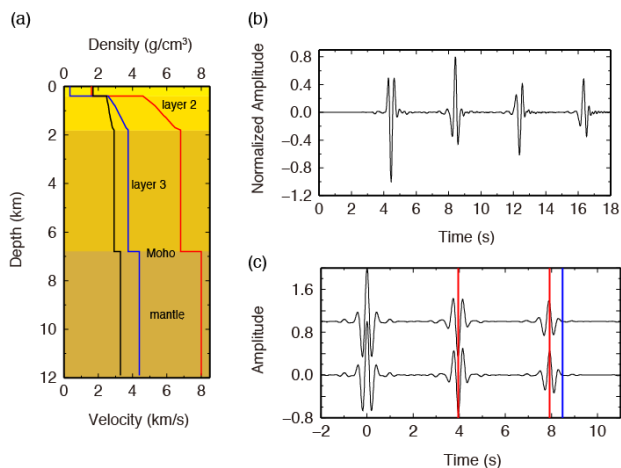 (a)
Density (g/cm³)
0 2 4 6 8
0
2
4
6
8
10
12
Depth (km)
layer 2
layer 3
Moho
mantle
0 2 4 6 8
Velocity (km/s)
(b)
Normalized Amplitude
0.8
0.4
0.0
−0.4
−0.8
−1.2
0 2 4 6 8 10 12 14 16 18
Time (s)
(c)
Amplitude
1.6
0.8
0.0
−0.8
−2 0 2 4 6 8 10
Time (s)